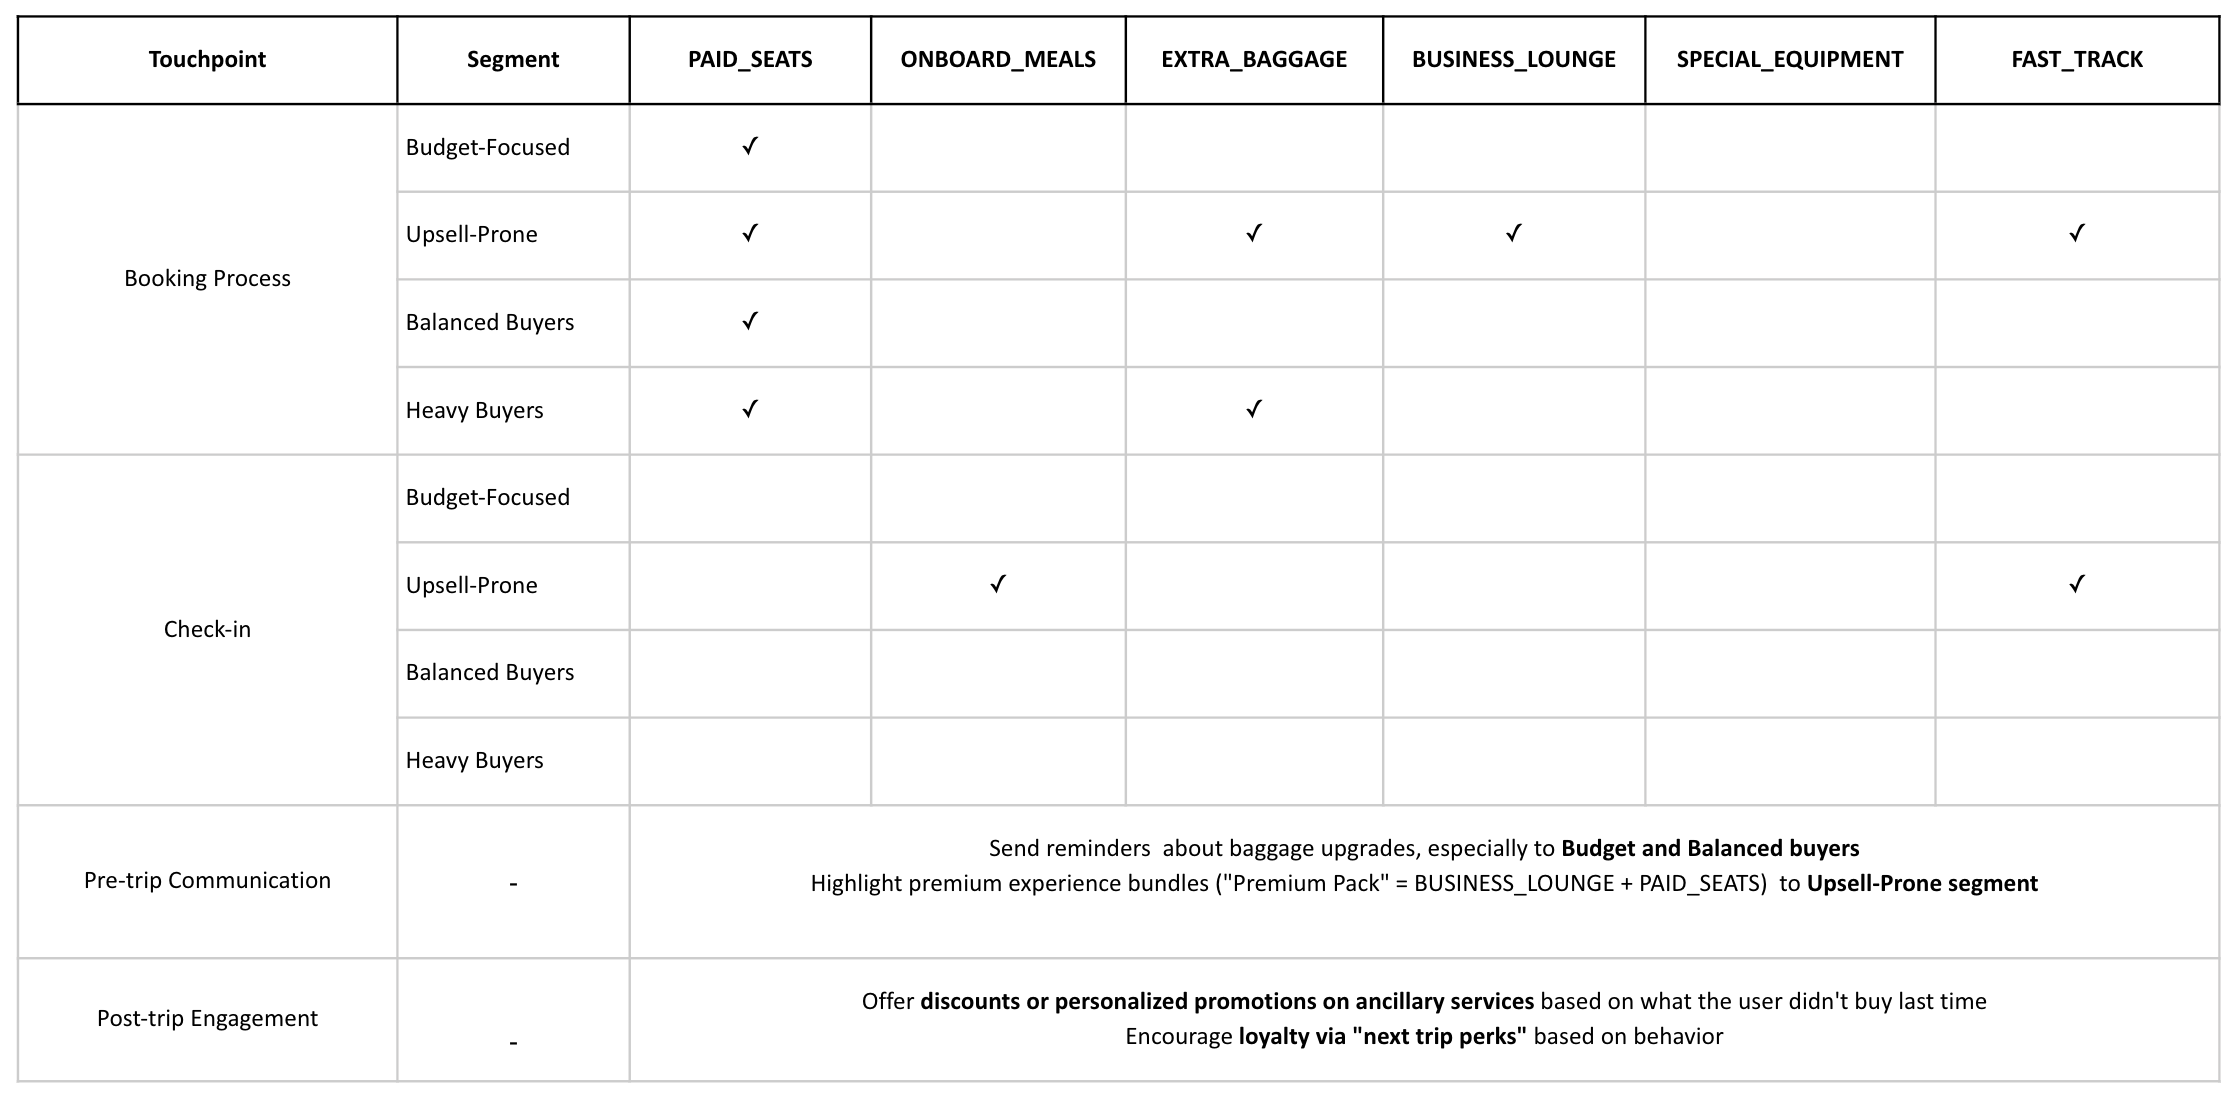 Touchpoint Segment PAID_SEATS ONBOARD_MEALS EXTRA_BAGGAGE BUSINESS_LOUNGE SPECIAL_EQUIPMENT FAST_TRACK
Booking Process
Budget-Focused ✓
Upsell-Prone ✓ ✓ ✓ ✓
Balanced Buyers ✓
Heavy Buyers ✓ ✓
Check-in
Budget-Focused
Upsell-Prone ✓ ✓
Balanced Buyers
Heavy Buyers
Pre-trip Communication
-
Send reminders  about baggage upgrades, especially to Budget and Balanced buyers
Highlight premium experience bundles ("Premium Pack" = BUSINESS_LOUNGE + PAID_SEATS)  to Upsell-Prone segment
Post-trip Engagement
-
Offer discounts or personalized promotions on ancillary services based on what the user didn't buy last time
Encourage loyalty via "next trip perks" based on behavior